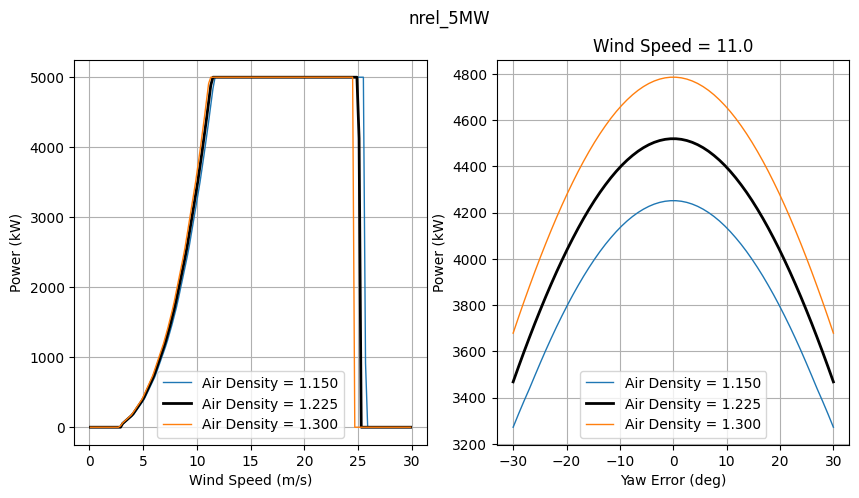 nrel_5MW
Power (kW)
5000
4000
3000
2000
1000
0
0
5
10
15
20
25
30
Wind Speed (m/s)
Air Density = 1.150
Air Density = 1.225
Air Density = 1.300
Wind Speed = 11.0
Power (kW)
4800
4600
4400
4200
4000
3800
3600
3400
3200
−30
−20
−10
0
10
20
30
Yaw Error (deg)
Air Density = 1.150
Air Density = 1.225
Air Density = 1.300